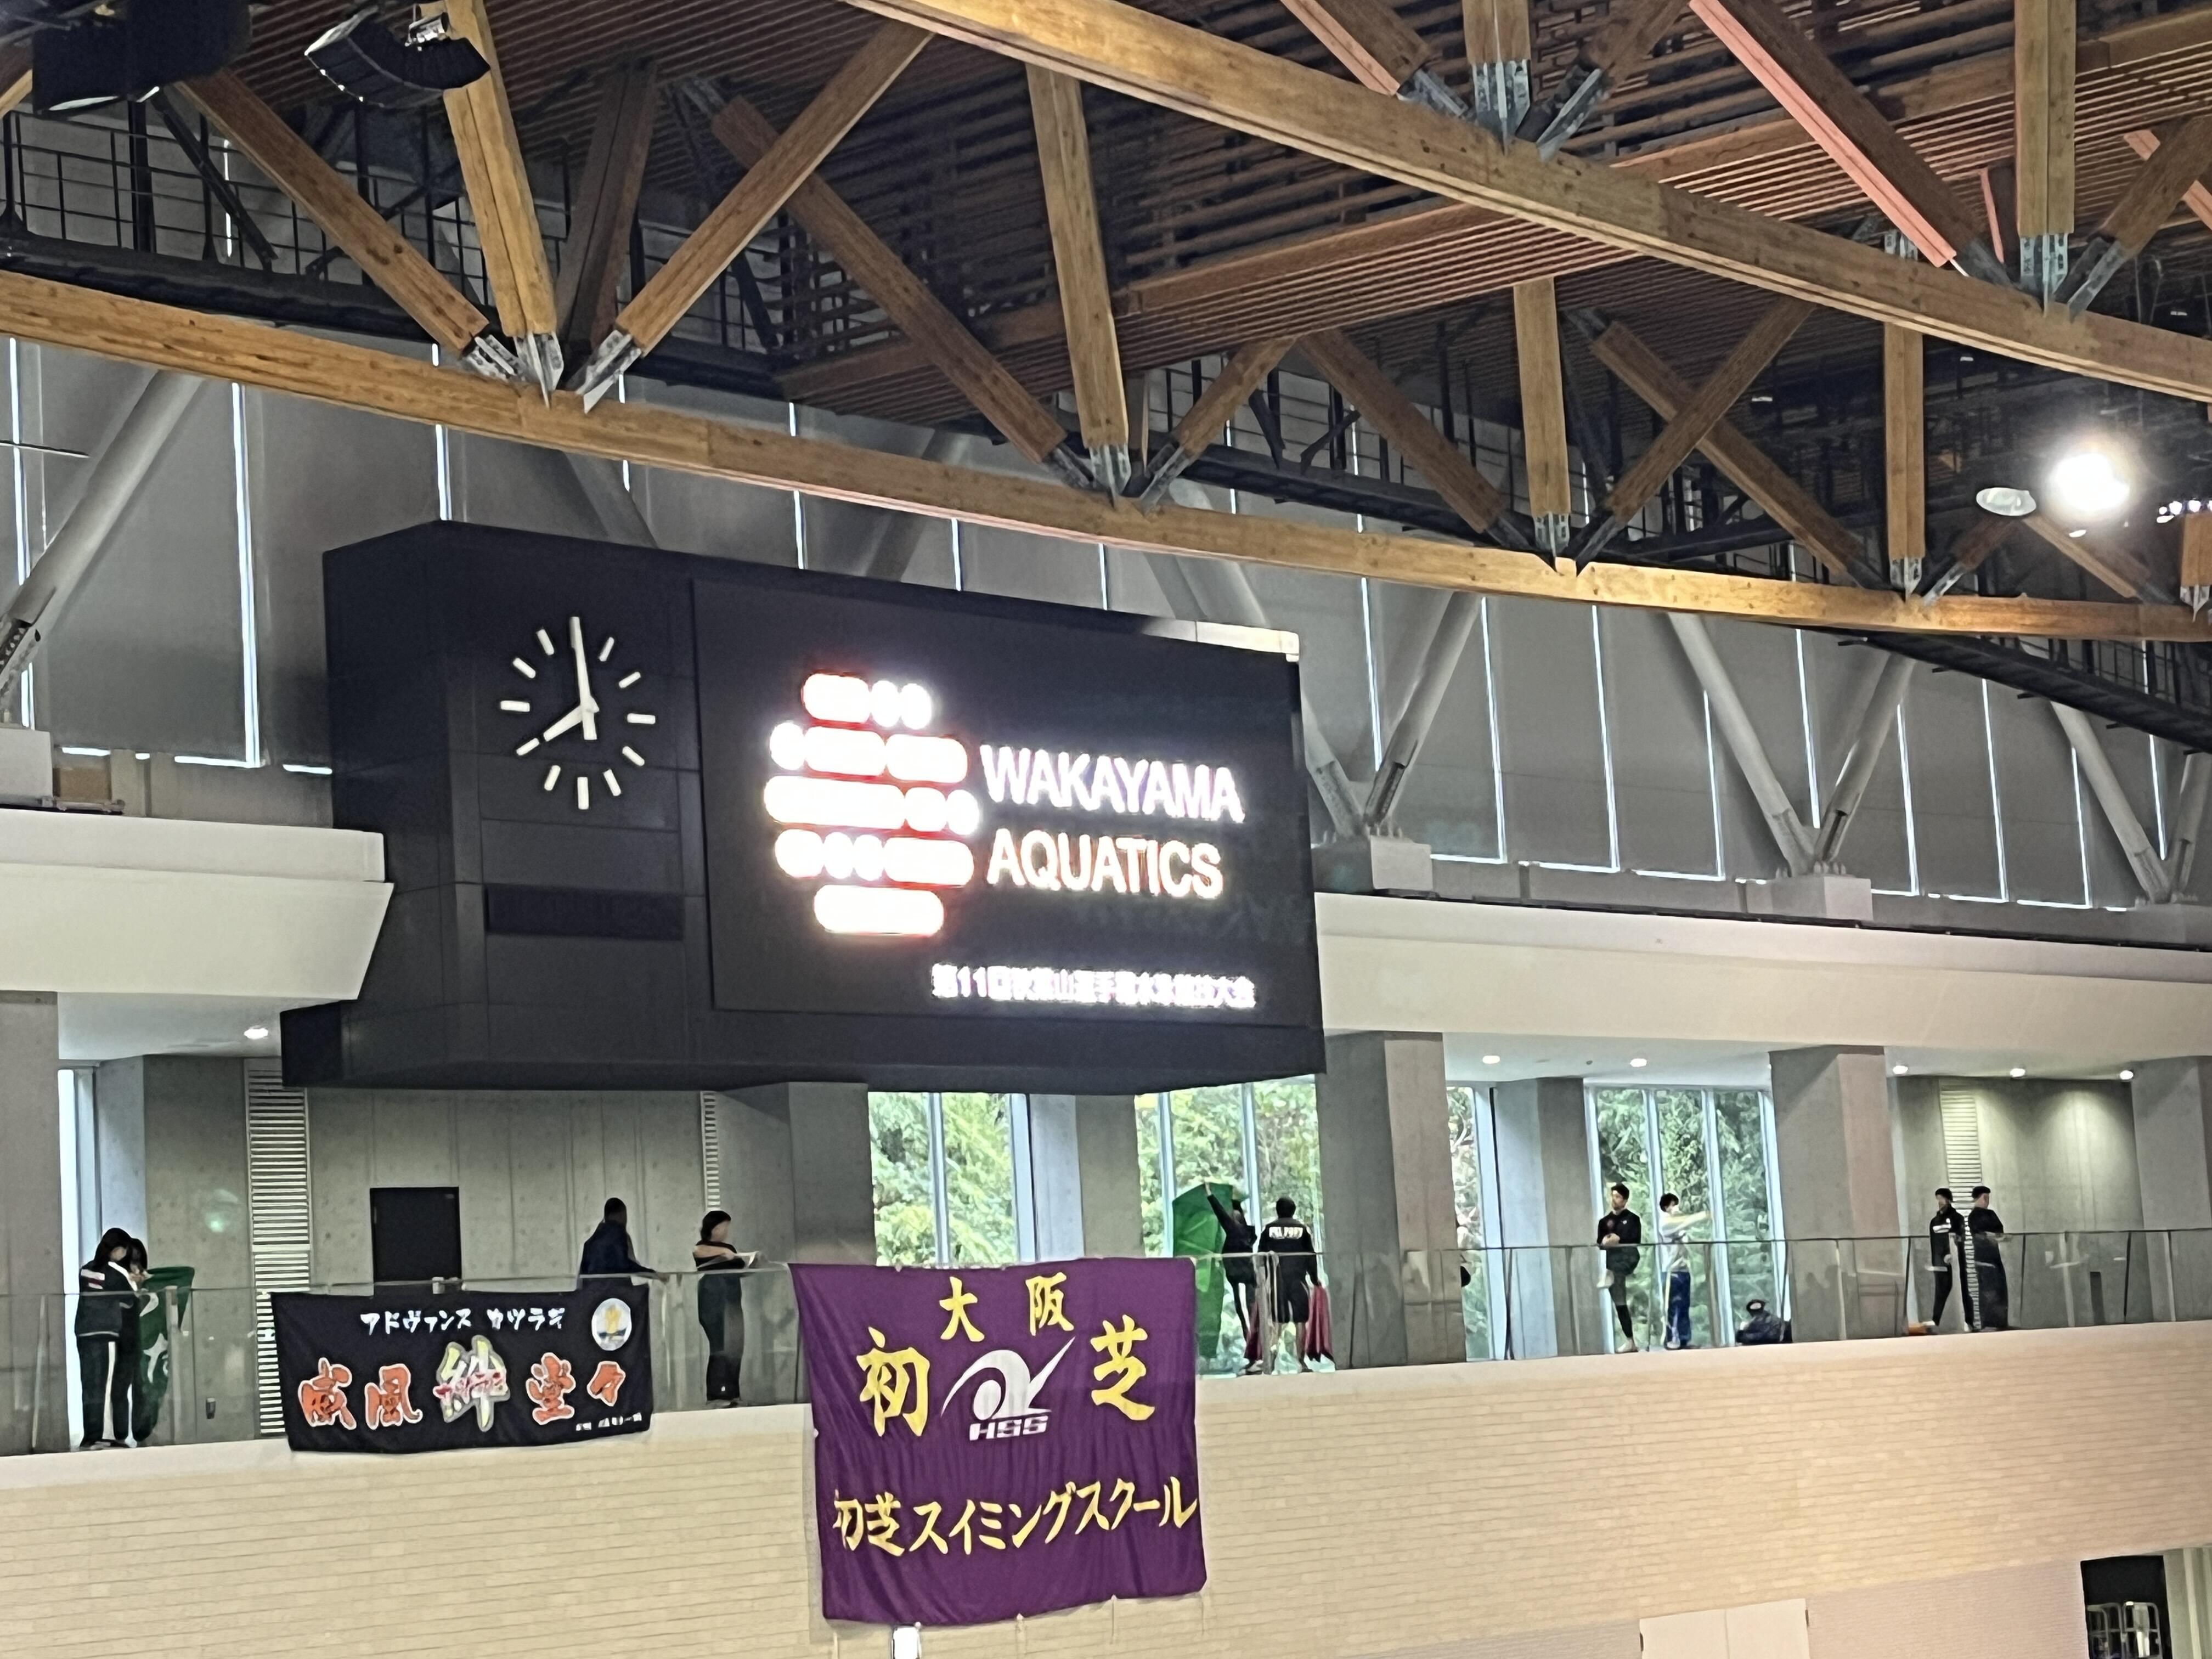 WAKAYAMA
AQUATICS
第11回和歌山選手権水泳競技大会
アドヴァンス カツラギ
威風 絆 堂々
大阪
初芝
HSS
初芝スイミングスクール